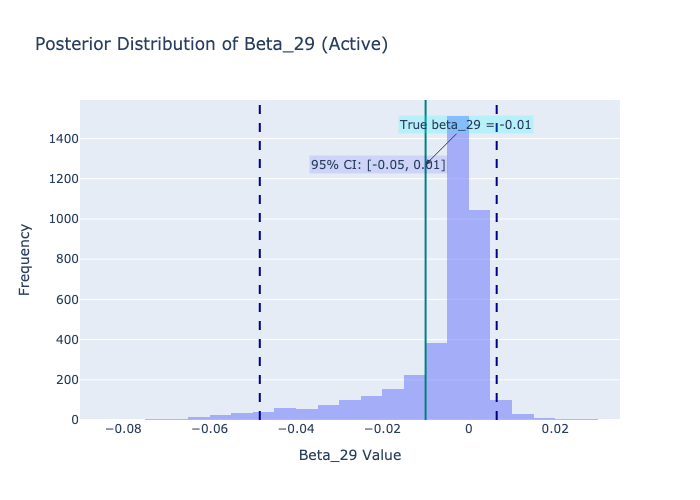 Posterior Distribution of Beta_29 (Active)
True beta_29 = -0.01
95% CI: [-0.05, 0.01]
1400
1200
1000
800
600
400
200
0
Frequency
−0.08
−0.06
−0.04
−0.02
0
0.02
Beta_29 Value